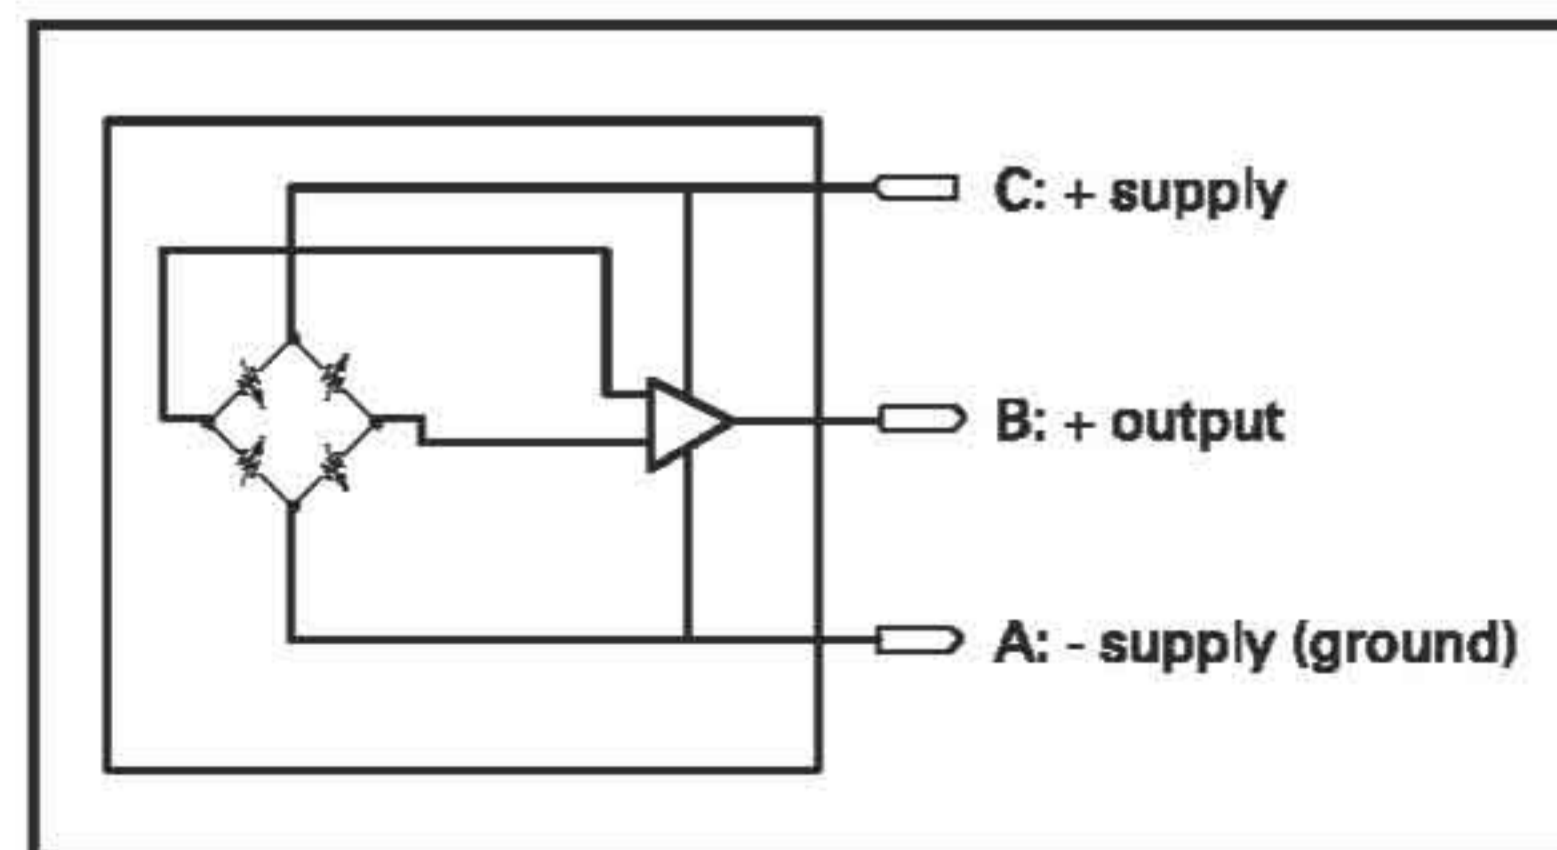 C: + supply
B: + output
A: - supply (ground)